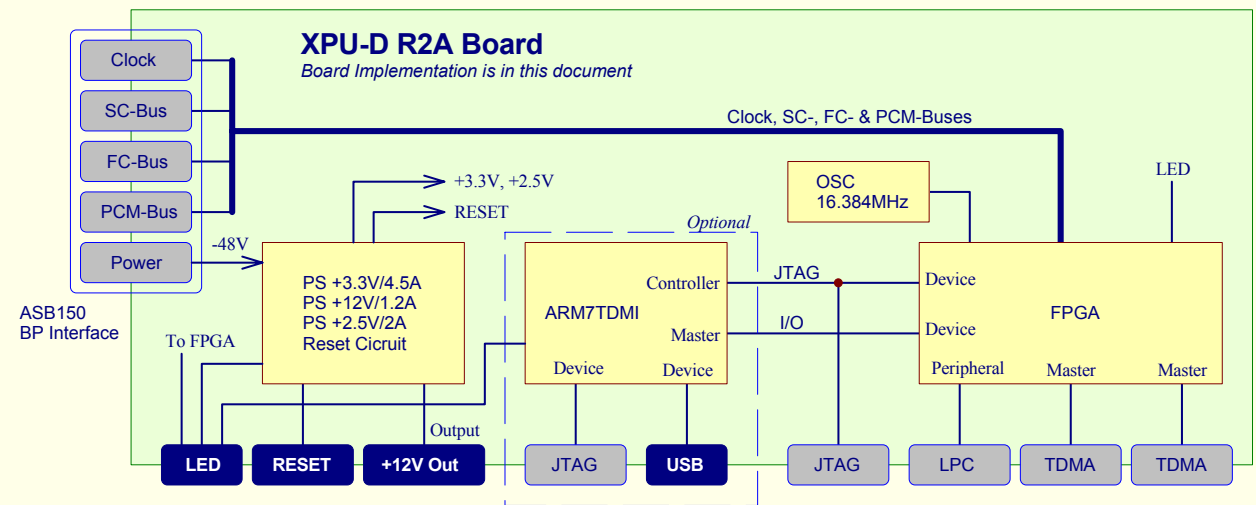 XPU-D R2A Board
Board Implementation is in this document
Clock
SC-Bus
FC-Bus
PCM-Bus
Power
ASB150
BP Interface
Clock, SC-, FC- & PCM-Buses
-48V
+3.3V, +2.5V
RESET
PS +3.3V/4.5A
PS +12V/1.2A
PS +2.5V/2A
Reset Cicruit
To FPGA
Output
Optional
ARM7TDMI
Controller
Master
Device
Device
JTAG
I/O
OSC
16.384MHz
LED
FPGA
Device
Device
Peripheral
Master
Master
LED
RESET
+12V Out
JTAG
USB
JTAG
LPC
TDMA
TDMA